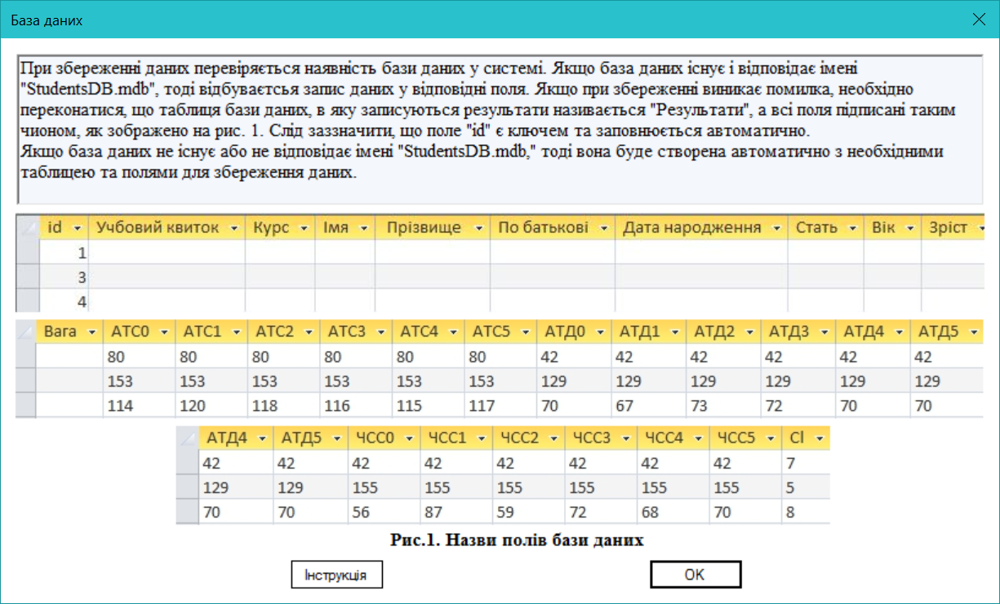 База даних
При збереженні даних перевіряється наявність бази даних у системі. Якщо база даних існує і відповідає імені
"StudentsDB.mdb", тоді відбуваєтсья запис даних у відповідні поля. Якщо при збереженні виникає помилка, необхідно
переконатися, що таблиця бази даних, в яку записуються результати називається "Результати", а всі поля підписані таким
чионом, як зображено на рис. 1. Слід заззначити, що поле "id" є ключем та заповнюється автоматично.
Якщо база даних не існує або не відповідає імені "StudentsDB.mdb," тоді вона буде створена автоматично з необхідними
таблицею та полями для збереження даних.
id Учбовий квиток Курс Імя Прізвище По батькові Дата народження Стать Вік Зріст
1
3
4
Вага АТС0 АТС1 АТС2 АТС3 АТС4 АТС5 АТД0 АТД1 АТД2 АТД3 АТД4 АТД5
80 80 80 80 80 80 42 42 42 42 42 42
153 153 153 153 153 153 129 129 129 129 129 129
114 120 118 116 115 117 70 67 73 72 70 70
АТД4 АТД5 ЧСС0 ЧСС1 ЧСС2 ЧСС3 ЧСС4 ЧСС5 Cl
42 42 42 42 42 42 42 42 7
129 129 155 155 155 155 155 155 5
70 70 56 87 59 72 68 70 8
Рис.1. Назви полів бази даних
Інструкція OK